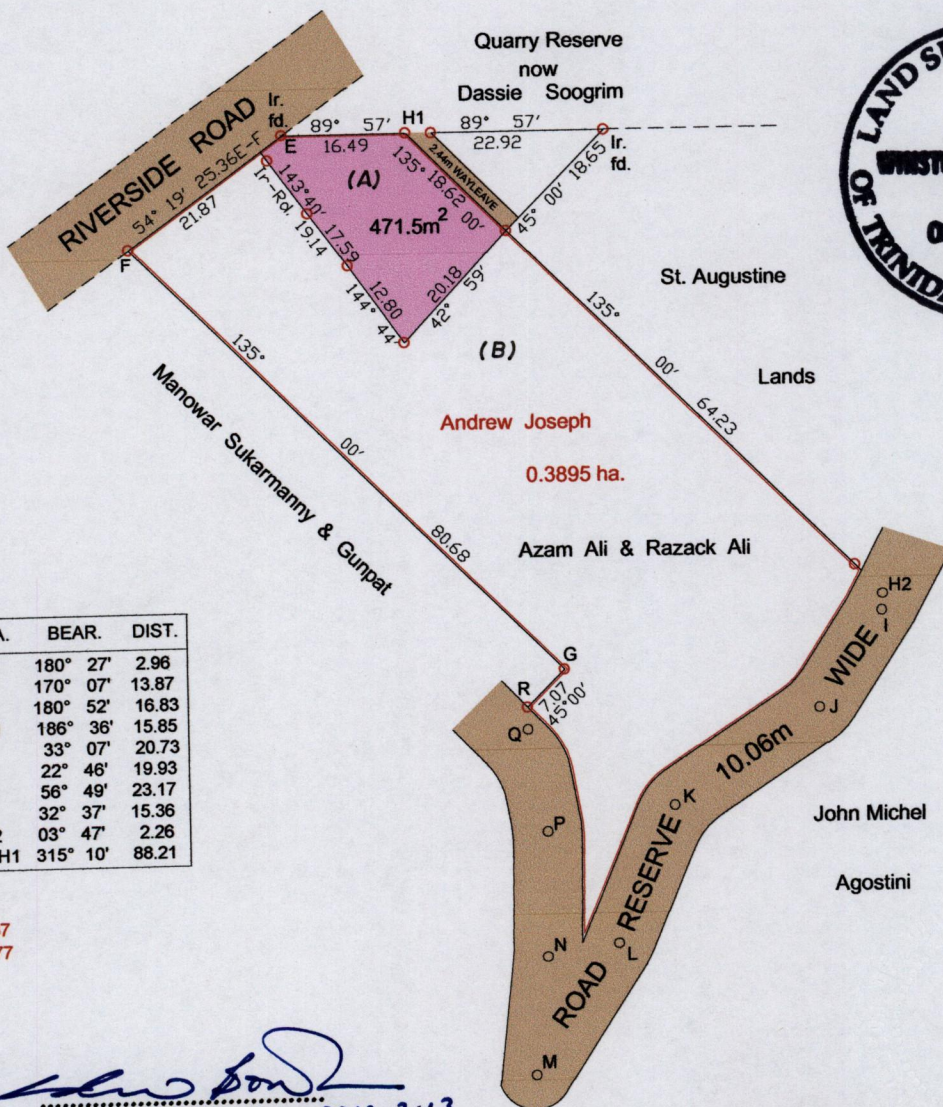 Quarry Reserve
now
Dassie Soogrim
LAND
OF TRINID
RIVERSIDE ROAD
Ir.
fd.
E
89° 57′
16.49
H1
89° 57′
22.92
Ir.
fd.
2.44m WAYLEAVE
135° 18.62 00′
45° 00′ 18.65
(A)
471.5m²
54° 19′ 25.36E-F
21.87
F
143° 40′ 17.59
Ir-Rd. 19.14
12.80
144° 44′
20.18
42° 59′
(B)
St. Augustine
Lands
135° 00′ 64.23
Manowar Sukarmanny & Gunpat
135° 00′ 80.68
Andrew Joseph
0.3895 ha.
Azam Ali & Razack Ali
H2
I
WIDE
J
G
R
7.07
45°00′
Q
10.06m
K
P
RESERVE
N
L
ROAD
M
John Michel
Agostini
A. BEAR. DIST.
180° 27' 2.96
170° 07' 13.87
180° 52' 16.83
186° 36' 15.85
33° 07' 20.73
22° 46' 19.93
56° 49' 23.17
32° 37' 15.36
2 03° 47' 2.26
H1 315° 10' 88.21
7
77